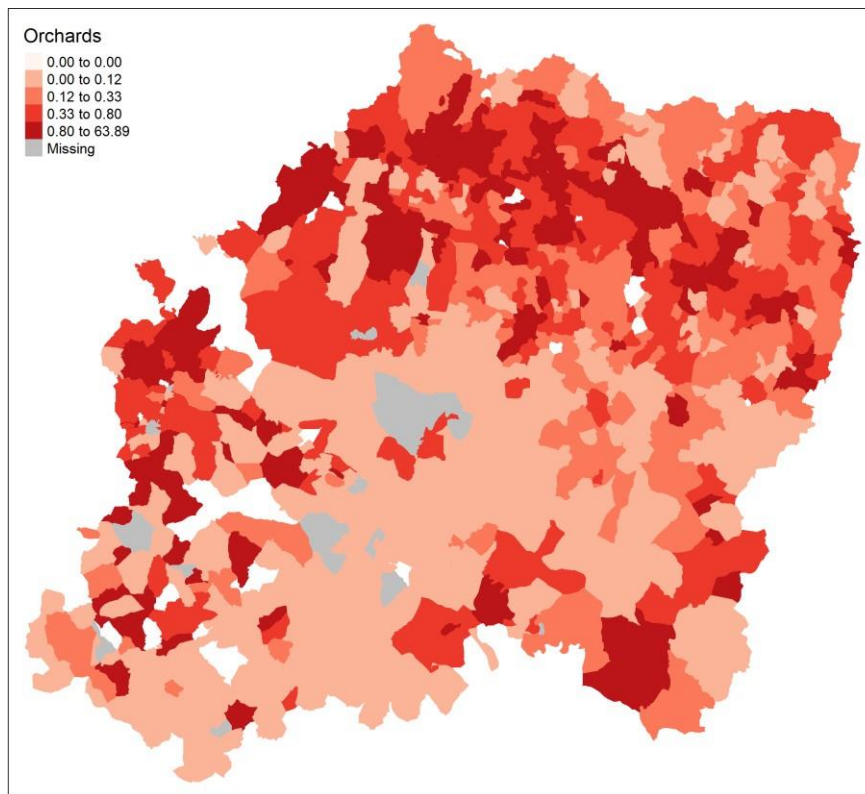 Orchards
0.00 to 0.00
0.00 to 0.12
0.12 to 0.33
0.33 to 0.80
0.80 to 63.89
Missing